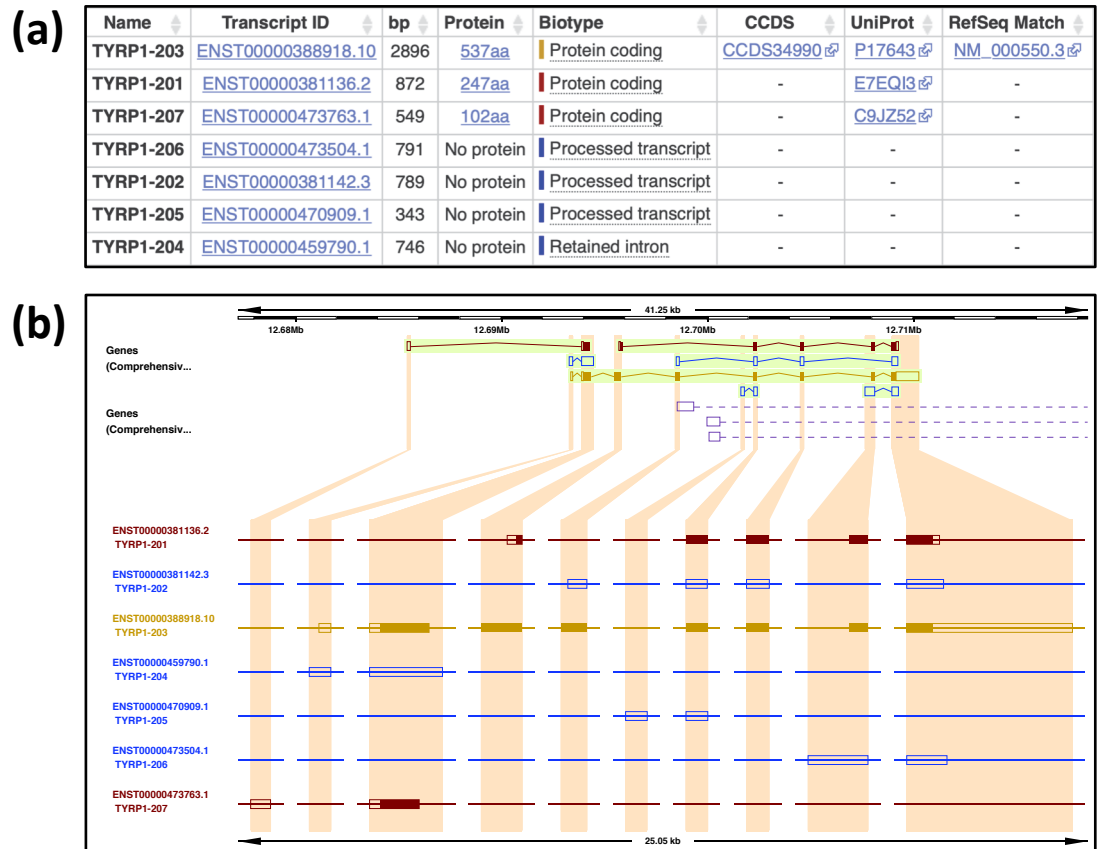 (a)
Name Transcript ID bp Protein Biotype CCDS UniProt RefSeq Match
TYRP1-203 ENST00000388918.10 2896 537aa Protein coding CCDS34990 P17643 NM_000550.3
TYRP1-201 ENST00000381136.2 872 247aa Protein coding - E7EQI3 -
TYRP1-207 ENST00000473763.1 549 102aa Protein coding - C9JZ52 -
TYRP1-206 ENST00000473504.1 791 No protein Processed transcript - - -
TYRP1-202 ENST00000381142.3 789 No protein Processed transcript - - -
TYRP1-205 ENST00000470909.1 343 No protein Processed transcript - - -
TYRP1-204 ENST00000459790.1 746 No protein Retained intron - - -
(b)
41.25 kb
12.68Mb 12.69Mb 12.70Mb 12.71Mb
Genes
(Comprehensiv...
Genes
(Comprehensiv...
ENST00000381136.2
TYRP1-201
ENST00000381142.3
TYRP1-202
ENST00000388918.10
TYRP1-203
ENST00000459790.1
TYRP1-204
ENST00000470909.1
TYRP1-205
ENST00000473504.1
TYRP1-206
ENST00000473763.1
TYRP1-207
25.05 kb